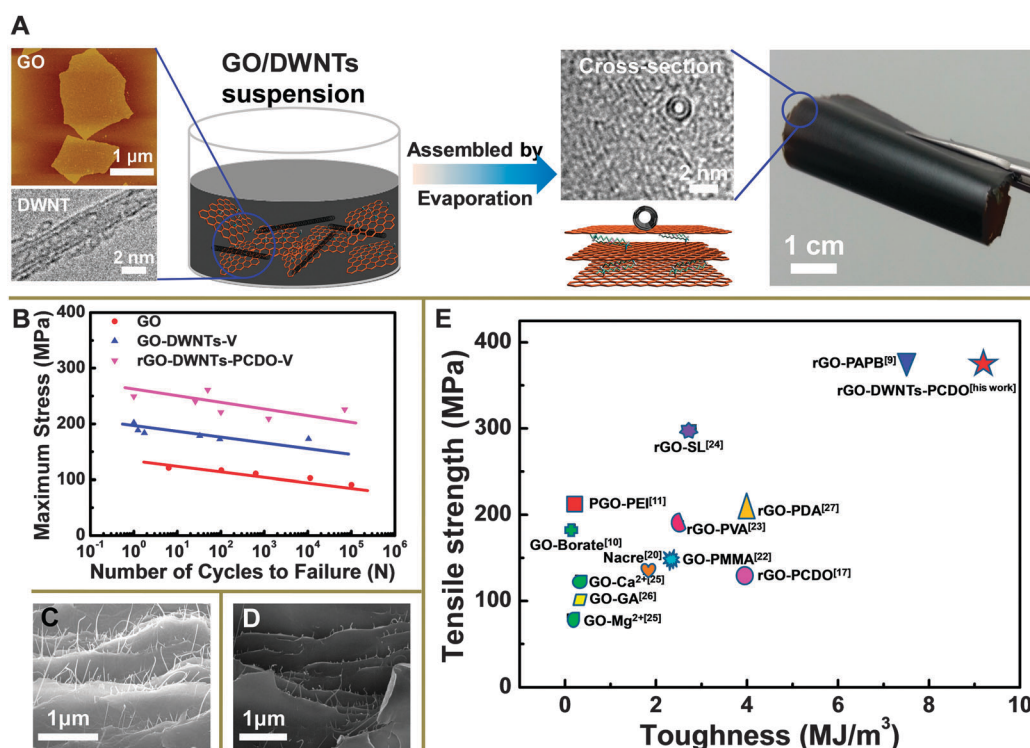 A
GO
1 μm
DWNT
2 nm
GO/DWNTs
suspension
Assembled by
Evaporation
Cross-section
2 nm
1 cm
B
Maximum Stress (MPa)
400
300
200
100
0
GO
GO-DWNTs-V
rGO-DWNTs-PCDO-V
10⁻¹ 10⁰ 10¹ 10² 10³ 10⁴ 10⁵ 10⁶
Number of Cycles to Failure (N)
C
1μm
D
1μm
E
Tensile strength (MPa)
400
300
200
100
0
rGO-PAPB[9]
rGO-DWNTs-PCDO[his work]
rGO-SL[24]
PGO-PEI[11]
rGO-PDA[27]
rGO-PVA[23]
GO-Borate[10]
Nacre[20]
GO-PMMA[22]
rGO-PCDO[17]
GO-Ca²⁺[25]
GO-GA[26]
GO-Mg²⁺[25]
0 2 4 6 8 10
Toughness (MJ/m³)